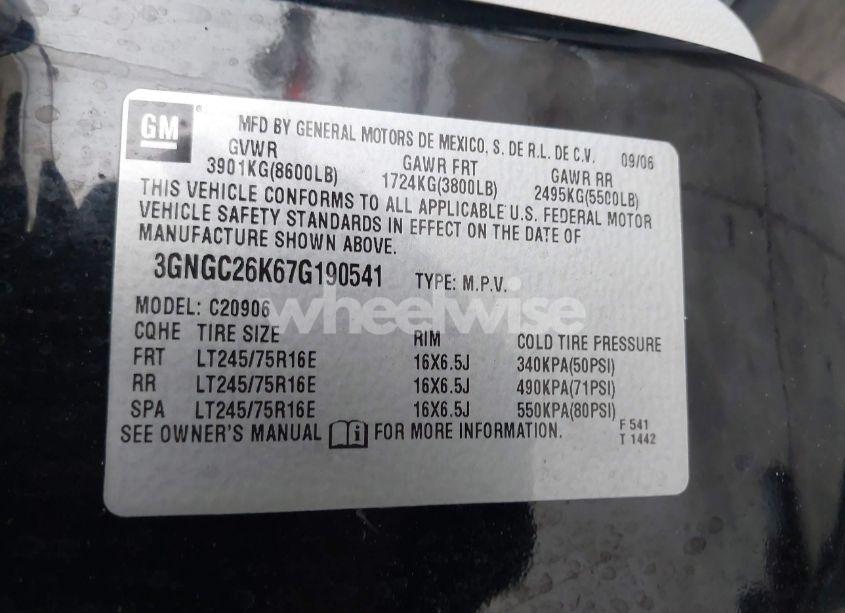 GM
MFD BY GENERAL MOTORS DE MEXICO, S. DE R.L. DE C.V. 09/06
GVWR GAWR FRT GAWR RR
3901KG(8600LB) 1724KG(3800LB) 2495KG(5500LB)
THIS VEHICLE CONFORMS TO ALL APPLICABLE U.S. FEDERAL MOTOR
VEHICLE SAFETY STANDARDS IN EFFECT ON THE DATE OF
MANUFACTURE SHOWN ABOVE.
3GNGC26K67G190541 TYPE: M.P.V.
wheelwise
MODEL: C20906
CQHE TIRE SIZE RIM COLD TIRE PRESSURE
FRT LT245/75R16E 16X6.5J 340KPA(50PSI)
RR LT245/75R16E 16X6.5J 490KPA(71PSI)
SPA LT245/75R16E 16X6.5J 550KPA(80PSI)
SEE OWNER'S MANUAL FOR MORE INFORMATION.
F 541
T 1442